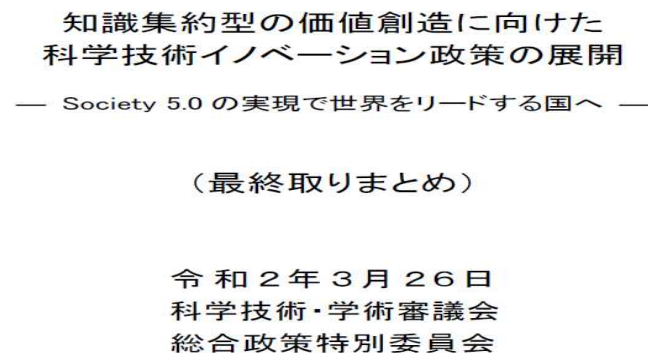 知識集約型の価値創造に向けた
科学技術イノベーション政策の展開
― Society 5.0 の実現で世界をリードする国へ ―
（最終取りまとめ）
令和２年３月２６日
科学技術・学術審議会
総合政策特別委員会